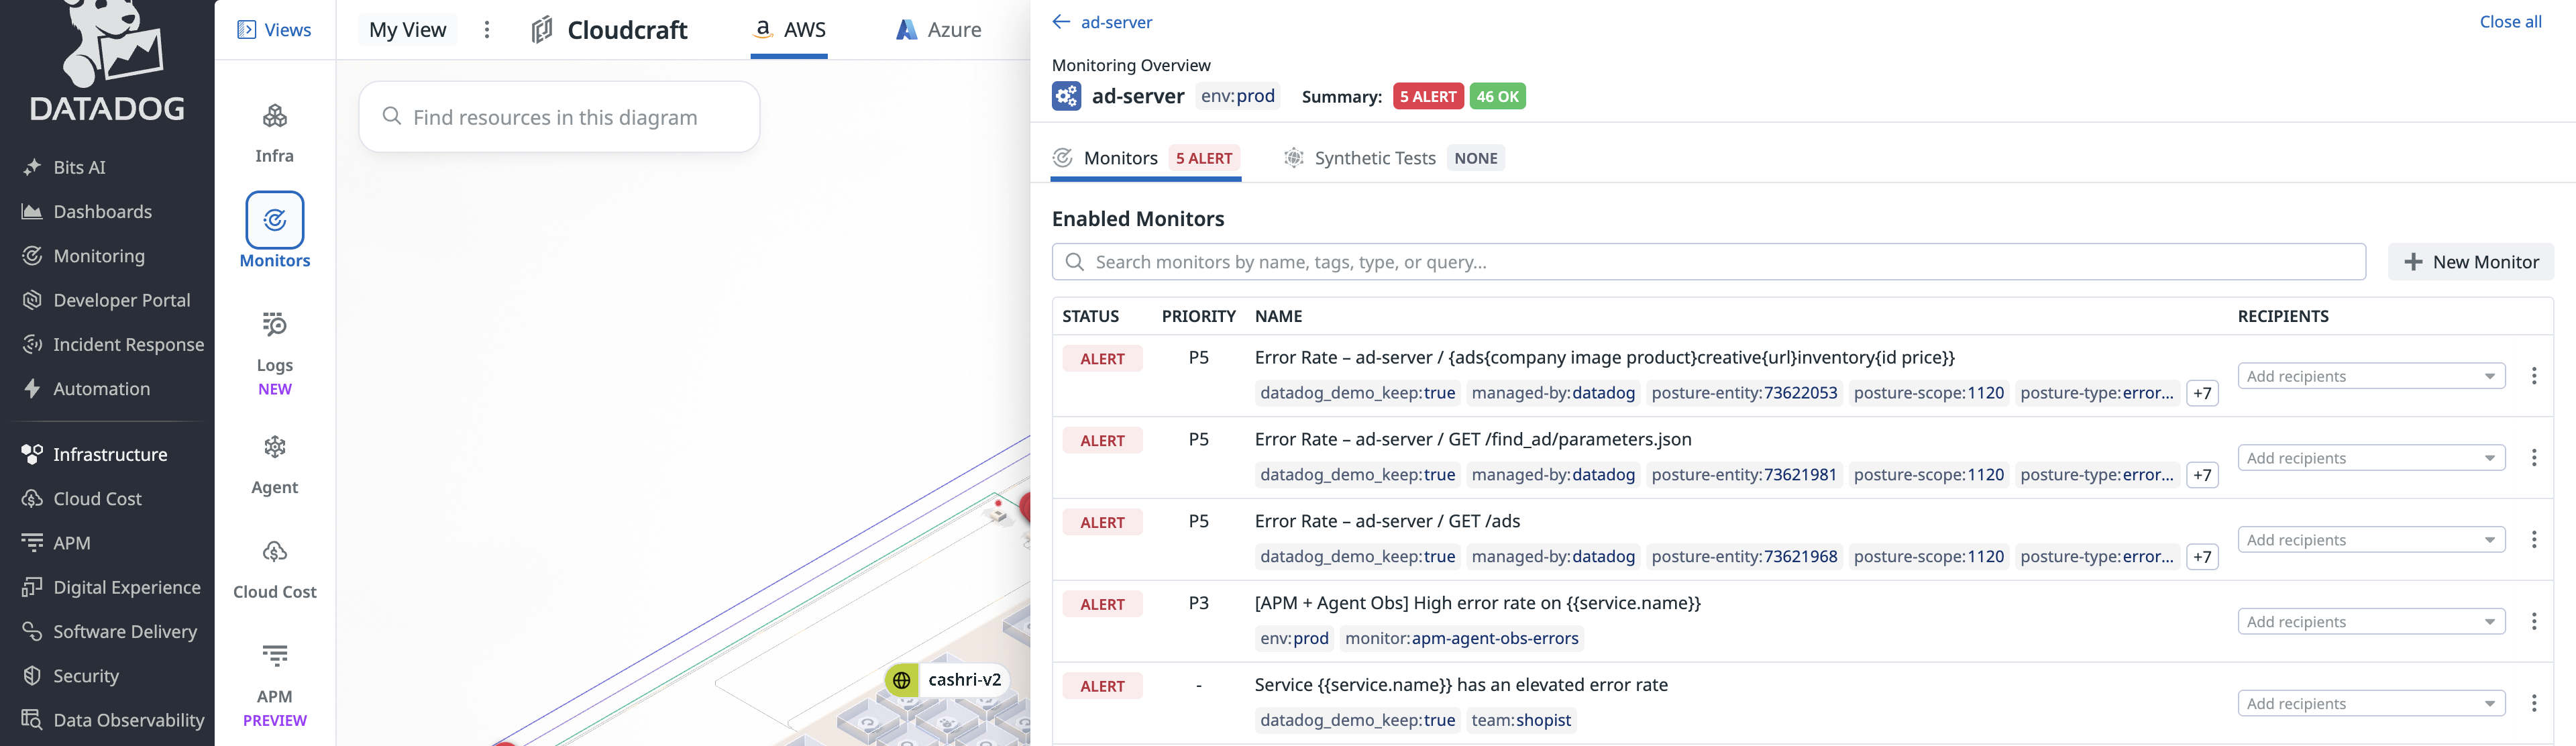 DATADOG
Bits AI
Dashboards
Monitoring
Developer Portal
Incident Response
Automation
Infrastructure
Cloud Cost
APM
Digital Experience
Software Delivery
Security
Data Observability
Views
Infra
Monitors
Logs
NEW
Agent
Cloud Cost
APM
PREVIEW
My View
Cloudcraft
AWS
Azure
Find resources in this diagram
cashri-v2
ad-server
Close all
Monitoring Overview
ad-server env:prod Summary: 5 ALERT 46 OK
Monitors 5 ALERT Synthetic Tests NONE
Enabled Monitors
Search monitors by name, tags, type, or query...
New Monitor
STATUS PRIORITY NAME RECIPIENTS
ALERT P5 Error Rate – ad-server / {ads{company image product}creative{url}inventory{id price}}
datadog_demo_keep:true managed-by:datadog posture-entity:73622053 posture-scope:1120 posture-type:error... +7
Add recipients
ALERT P5 Error Rate – ad-server / GET /find_ad/parameters.json
datadog_demo_keep:true managed-by:datadog posture-entity:73621981 posture-scope:1120 posture-type:error... +7
Add recipients
ALERT P5 Error Rate – ad-server / GET /ads
datadog_demo_keep:true managed-by:datadog posture-entity:73621968 posture-scope:1120 posture-type:error... +7
Add recipients
ALERT P3 [APM + Agent Obs] High error rate on {{service.name}}
env:prod monitor:apm-agent-obs-errors
Add recipients
ALERT - Service {{service.name}} has an elevated error rate
datadog_demo_keep:true team:shopist
Add recipients